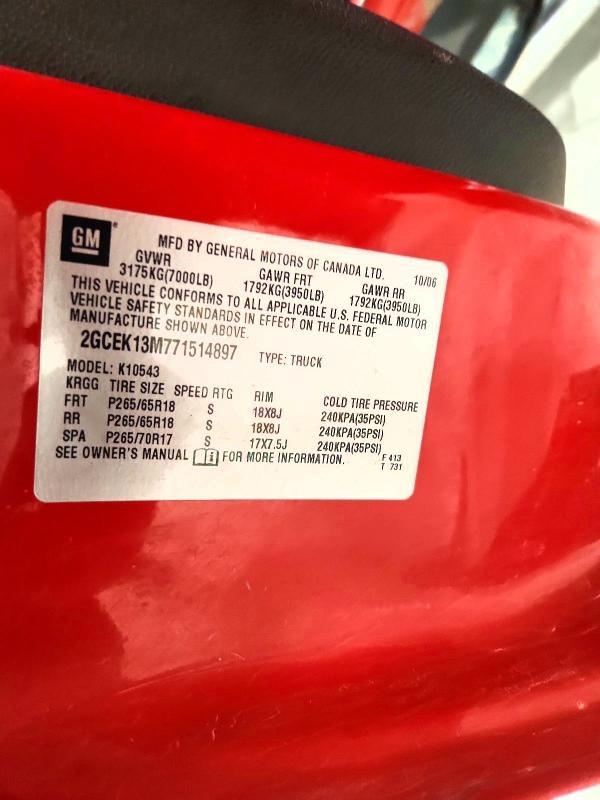 GM
MFD BY GENERAL MOTORS OF CANADA LTD. 10/06
GVWR GAWR FRT GAWR RR
3175KG(7000LB) 1792KG(3950LB) 1792KG(3950LB)
THIS VEHICLE CONFORMS TO ALL APPLICABLE U.S. FEDERAL MOTOR
VEHICLE SAFETY STANDARDS IN EFFECT ON THE DATE OF
MANUFACTURE SHOWN ABOVE.
2GCEK13M771514897 TYPE: TRUCK
MODEL: K10543
KRGG TIRE SIZE SPEED RTG RIM COLD TIRE PRESSURE
FRT P265/65R18 S 18X8J 240KPA(35PSI)
RR P265/65R18 S 18X8J 240KPA(35PSI)
SPA P265/70R17 S 17X7.5J 240KPA(35PSI)
SEE OWNER'S MANUAL FOR MORE INFORMATION. F 413
T 731